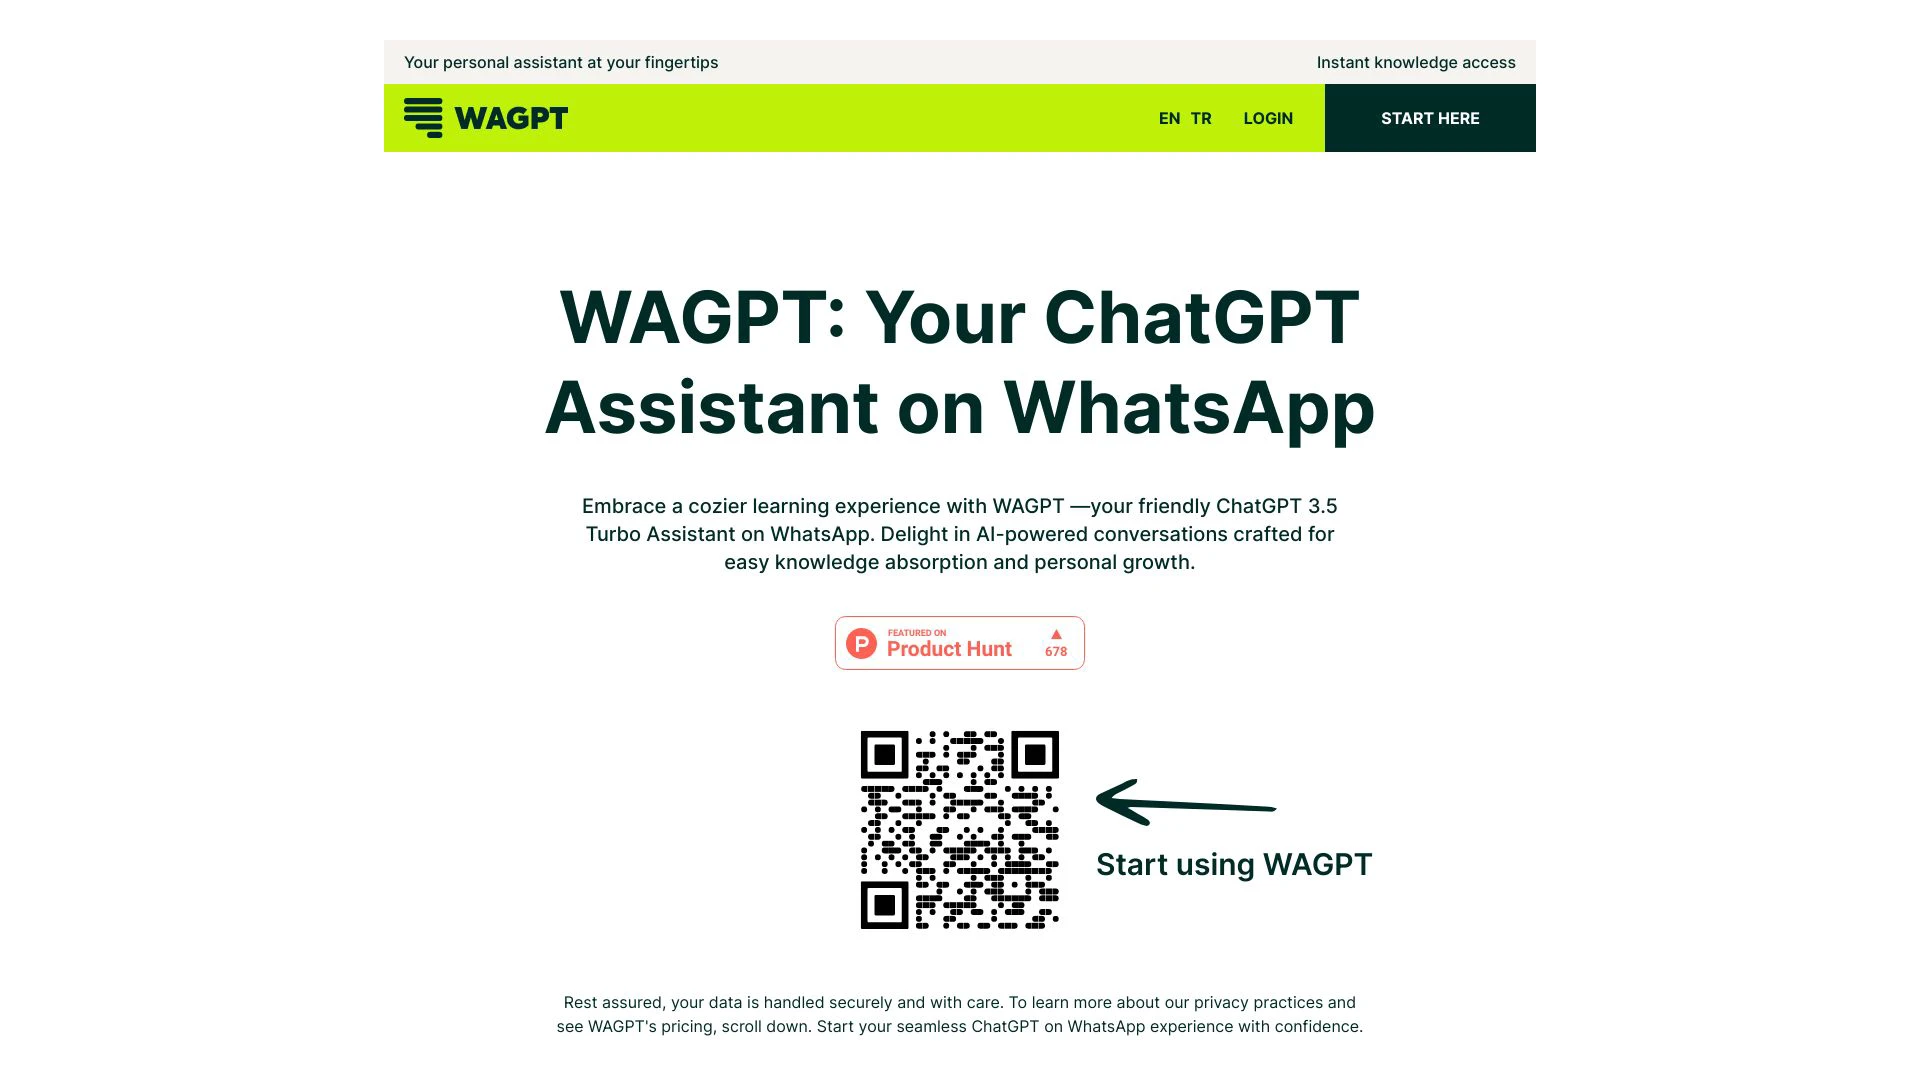 Your personal assistant at your fingertips
Instant knowledge access
WAGPT
EN TR LOGIN START HERE
WAGPT: Your ChatGPT
Assistant on WhatsApp
Embrace a cozier learning experience with WAGPT —your friendly ChatGPT 3.5
Turbo Assistant on WhatsApp. Delight in AI-powered conversations crafted for
easy knowledge absorption and personal growth.
P
FEATURED ON
Product Hunt
▲
678
Start using WAGPT
Rest assured, your data is handled securely and with care. To learn more about our privacy practices and
see WAGPT's pricing, scroll down. Start your seamless ChatGPT on WhatsApp experience with confidence.